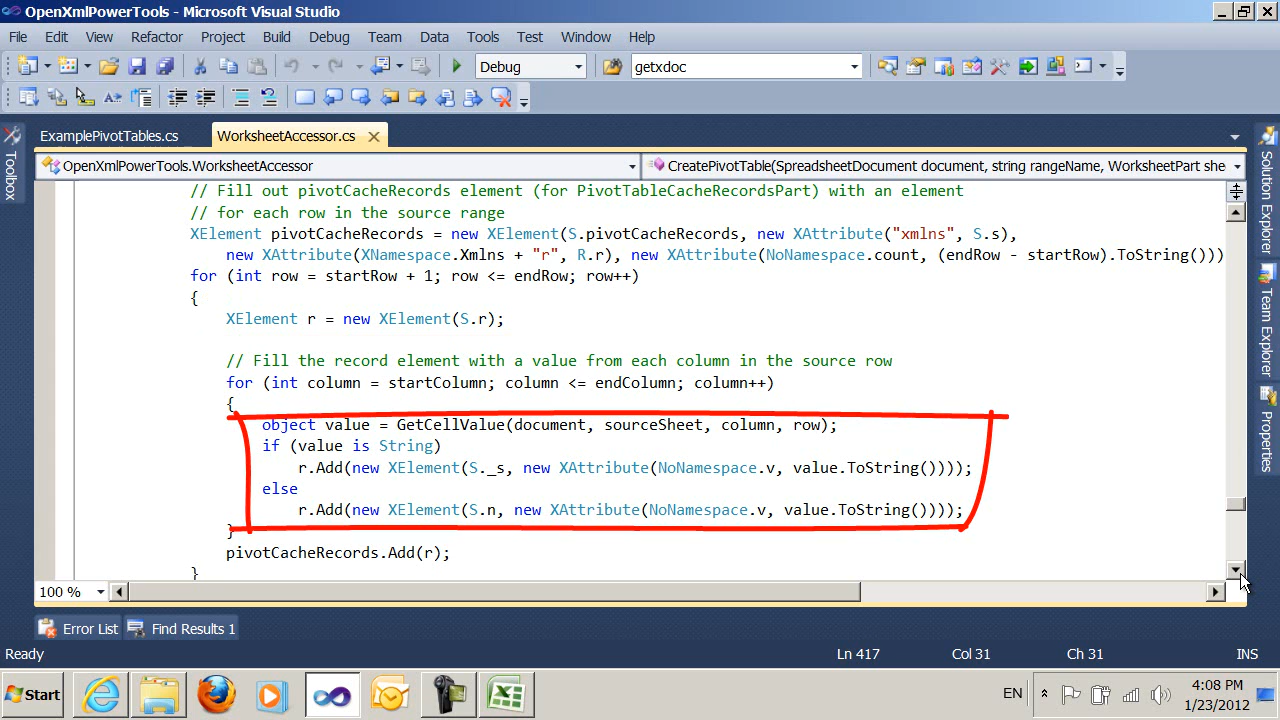 OpenXmlPowerTools - Microsoft Visual Studio
File Edit View Refactor Project Build Debug Team Data Tools Test Window Help
Debug getxdoc
ExamplePivotTables.cs WorksheetAccessor.cs
OpenXmlPowerTools.WorksheetAccessor CreatePivotTable(SpreadsheetDocument document, string rangeName, WorksheetPart she
Toolbox
Solution Explorer
Team Explorer
Properties
// Fill out pivotCacheRecords element (for PivotTableCacheRecordsPart) with an element
// for each row in the source range
XElement pivotCacheRecords = new XElement(S.pivotCacheRecords, new XAttribute("xmlns", S.s),
new XAttribute(XNamespace.Xmlns + "r", R.r), new XAttribute(NoNamespace.count, (endRow - startRow).ToString()))
for (int row = startRow + 1; row <= endRow; row++)
{
XElement r = new XElement(S.r);
// Fill the record element with a value from each column in the source row
for (int column = startColumn; column <= endColumn; column++)
{
object value = GetCellValue(document, sourceSheet, column, row);
if (value is String)
r.Add(new XElement(S._s, new XAttribute(NoNamespace.v, value.ToString())));
else
r.Add(new XElement(S.n, new XAttribute(NoNamespace.v, value.ToString())));
}
pivotCacheRecords.Add(r);
}
100 %
Error List Find Results 1
Ready Ln 417 Col 31 Ch 31 INS
Start EN 4:08 PM
1/23/2012